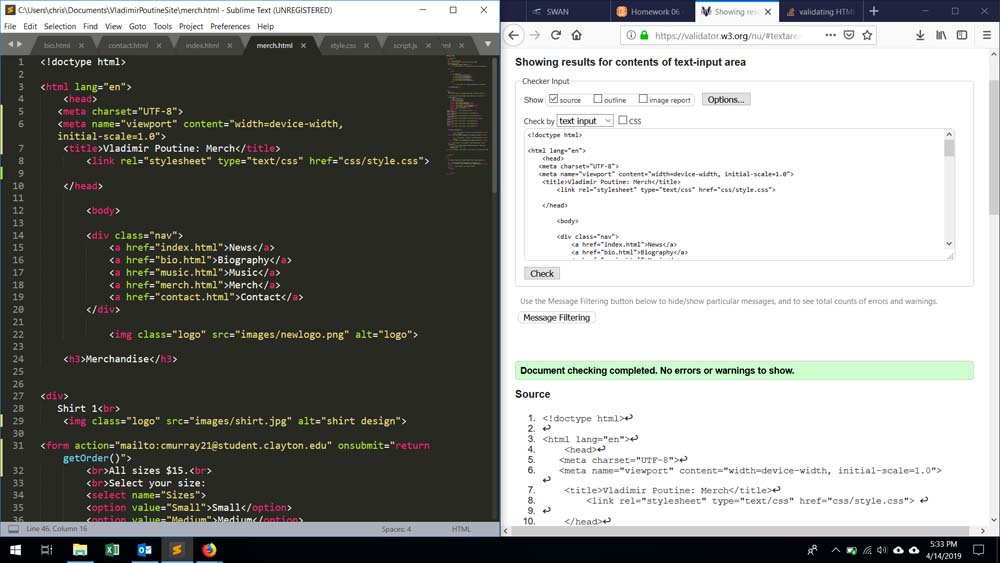 C:\Users\chris\Documents\VladimirPoutineSite\merch.html - Sublime Text (UNREGISTERED)
File Edit Selection Find View Goto Tools Project Preferences Help
bio.html contact.html index.html merch.html style.css script.js
1 <!doctype html>
2
3 <html lang="en">
4 <head>
5 <meta charset="UTF-8">
6 <meta name="viewport" content="width=device-width,
initial-scale=1.0">
7 <title>Vladimir Poutine: Merch</title>
8 <link rel="stylesheet" type="text/css" href="css/style.css">
9
10 </head>
11
12 <body>
13
14 <div class="nav">
15 <a href="index.html">News</a>
16 <a href="bio.html">Biography</a>
17 <a href="music.html">Music</a>
18 <a href="merch.html">Merch</a>
19 <a href="contact.html">Contact</a>
20 </div>
21
22 <img class="logo" src="images/newlogo.png" alt="logo">
23
24 <h3>Merchandise</h3>
25
26
27 <div>
28 Shirt 1<br>
29 <img class="logo" src="images/shirt.jpg" alt="shirt design">
30
31 <form action="mailto:cmurray21@student.clayton.edu" onsubmit="return
getOrder()">
32 <br>All sizes $15.<br>
33 <br>Select your size:
34 <select name="Sizes">
35 <option value="Small">Small</option>
36 <option value="Medium">Medium</option>
Line 46, Column 16 Spaces: 4 HTML
SWAN Homework 06 Showing res validating HTM
https://validator.w3.org/nu/#textarea
Showing results for contents of text-input area
Checker Input
Show source outline image report Options...
Check by text input CSS
<!doctype html>
<html lang="en">
<head>
<meta charset="UTF-8">
<meta name="viewport" content="width=device-width, initial-scale=1.0">
<title>Vladimir Poutine: Merch</title>
<link rel="stylesheet" type="text/css" href="css/style.css">
</head>
<body>
<div class="nav">
<a href="index.html">News</a>
<a href="bio.html">Biography</a>
Check
Use the Message Filtering button below to hide/show particular messages, and to see total counts of errors and warnings.
Message Filtering
Document checking completed. No errors or warnings to show.
Source
1. <!doctype html>↩
2. ↩
3. <html lang="en">↩
4. <head>↩
5. <meta charset="UTF-8">↩
6. <meta name="viewport" content="width=device-width, initial-scale=1.0">
↩
7. <title>Vladimir Poutine: Merch</title>↩
8. <link rel="stylesheet" type="text/css" href="css/style.css"> ↩
9. ↩
10. </head>↩
5:33 PM
4/14/2019